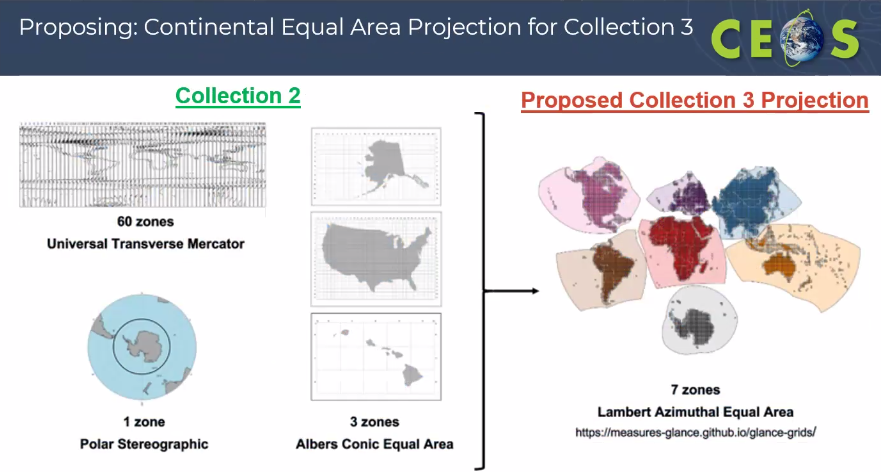 Proposing: Continental Equal Area Projection for Collection 3
CEOS
Collection 2
Proposed Collection 3 Projection
60 zones
Universal Transverse Mercator
1 zone
Polar Stereographic
3 zones
Albers Conic Equal Area
7 zones
Lambert Azimuthal Equal Area
https://measures-glance.github.io/glance-grids/